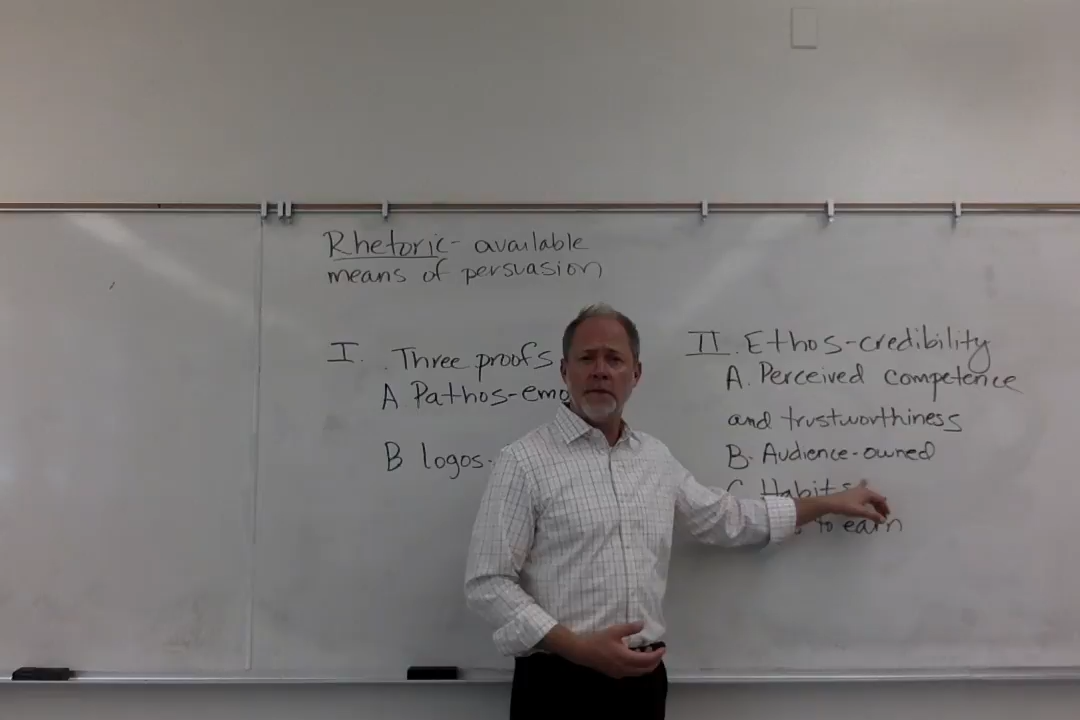 Rhetoric- available
means of persuasion
I. Three proofs
A Pathos-emo
B logos-
II. Ethos-credibility
A. Perceived competence
and trustworthiness
B. Audience-owned
C Habits
to earn